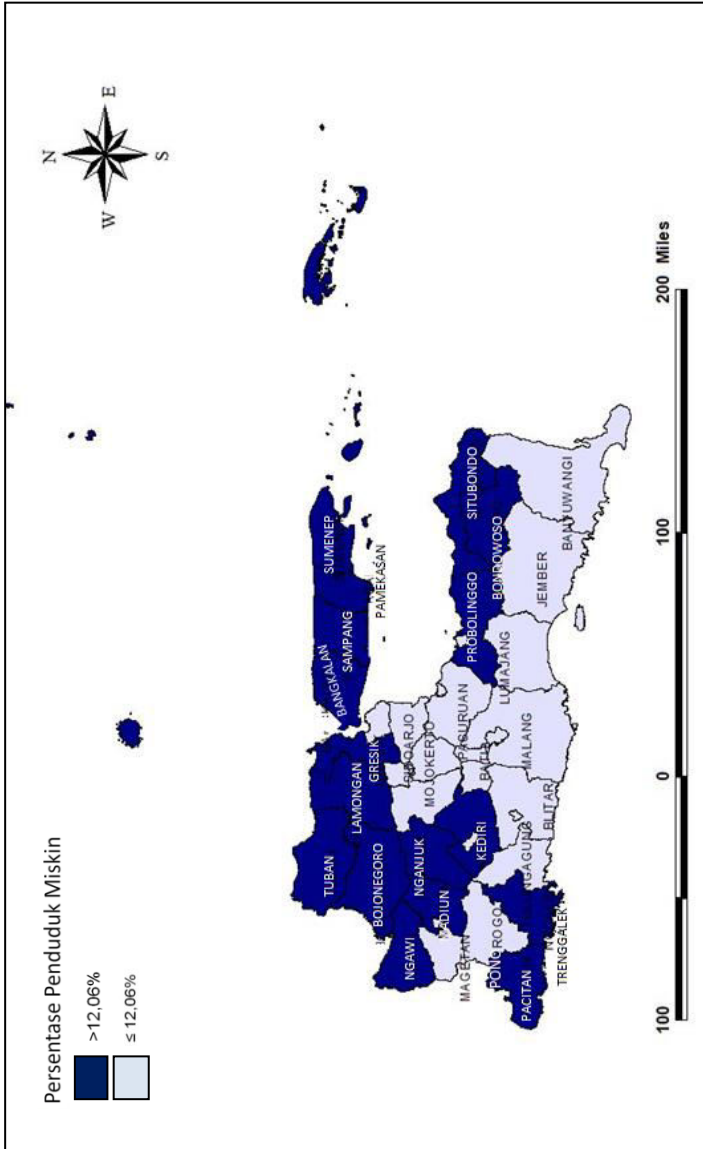 Persentase Penduduk Miskin
>12,06%
≤ 12,06%
N
W
E
S
TUBAN
LAMONGAN
BANGKALAN
SAMPANG
SUMENEP
PAMEKASAN
BOJONEGORO
GRESIK
NGAWI
NGANJUK
MADIUN
MAGETAN
MOJOKERTO
SIDOARJO
KEDIRI
PONOROGO
PACITAN
TRENGGALEK
BLITAR
BATU
MALANG
PASURUAN
PROBOLINGGO
LUMAJANG
SITUBONDO
BONDOWOSO
JEMBER
BANYUWANGI
100
0
100
200 Miles